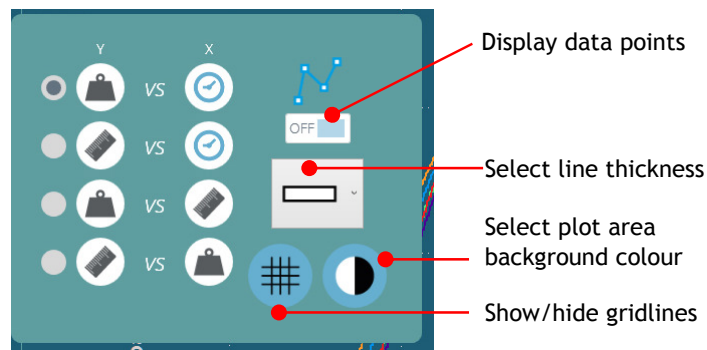 Y X
VS
VS
VS
VS
OFF
Display data points
Select line thickness
Select plot area
background colour
Show/hide gridlines